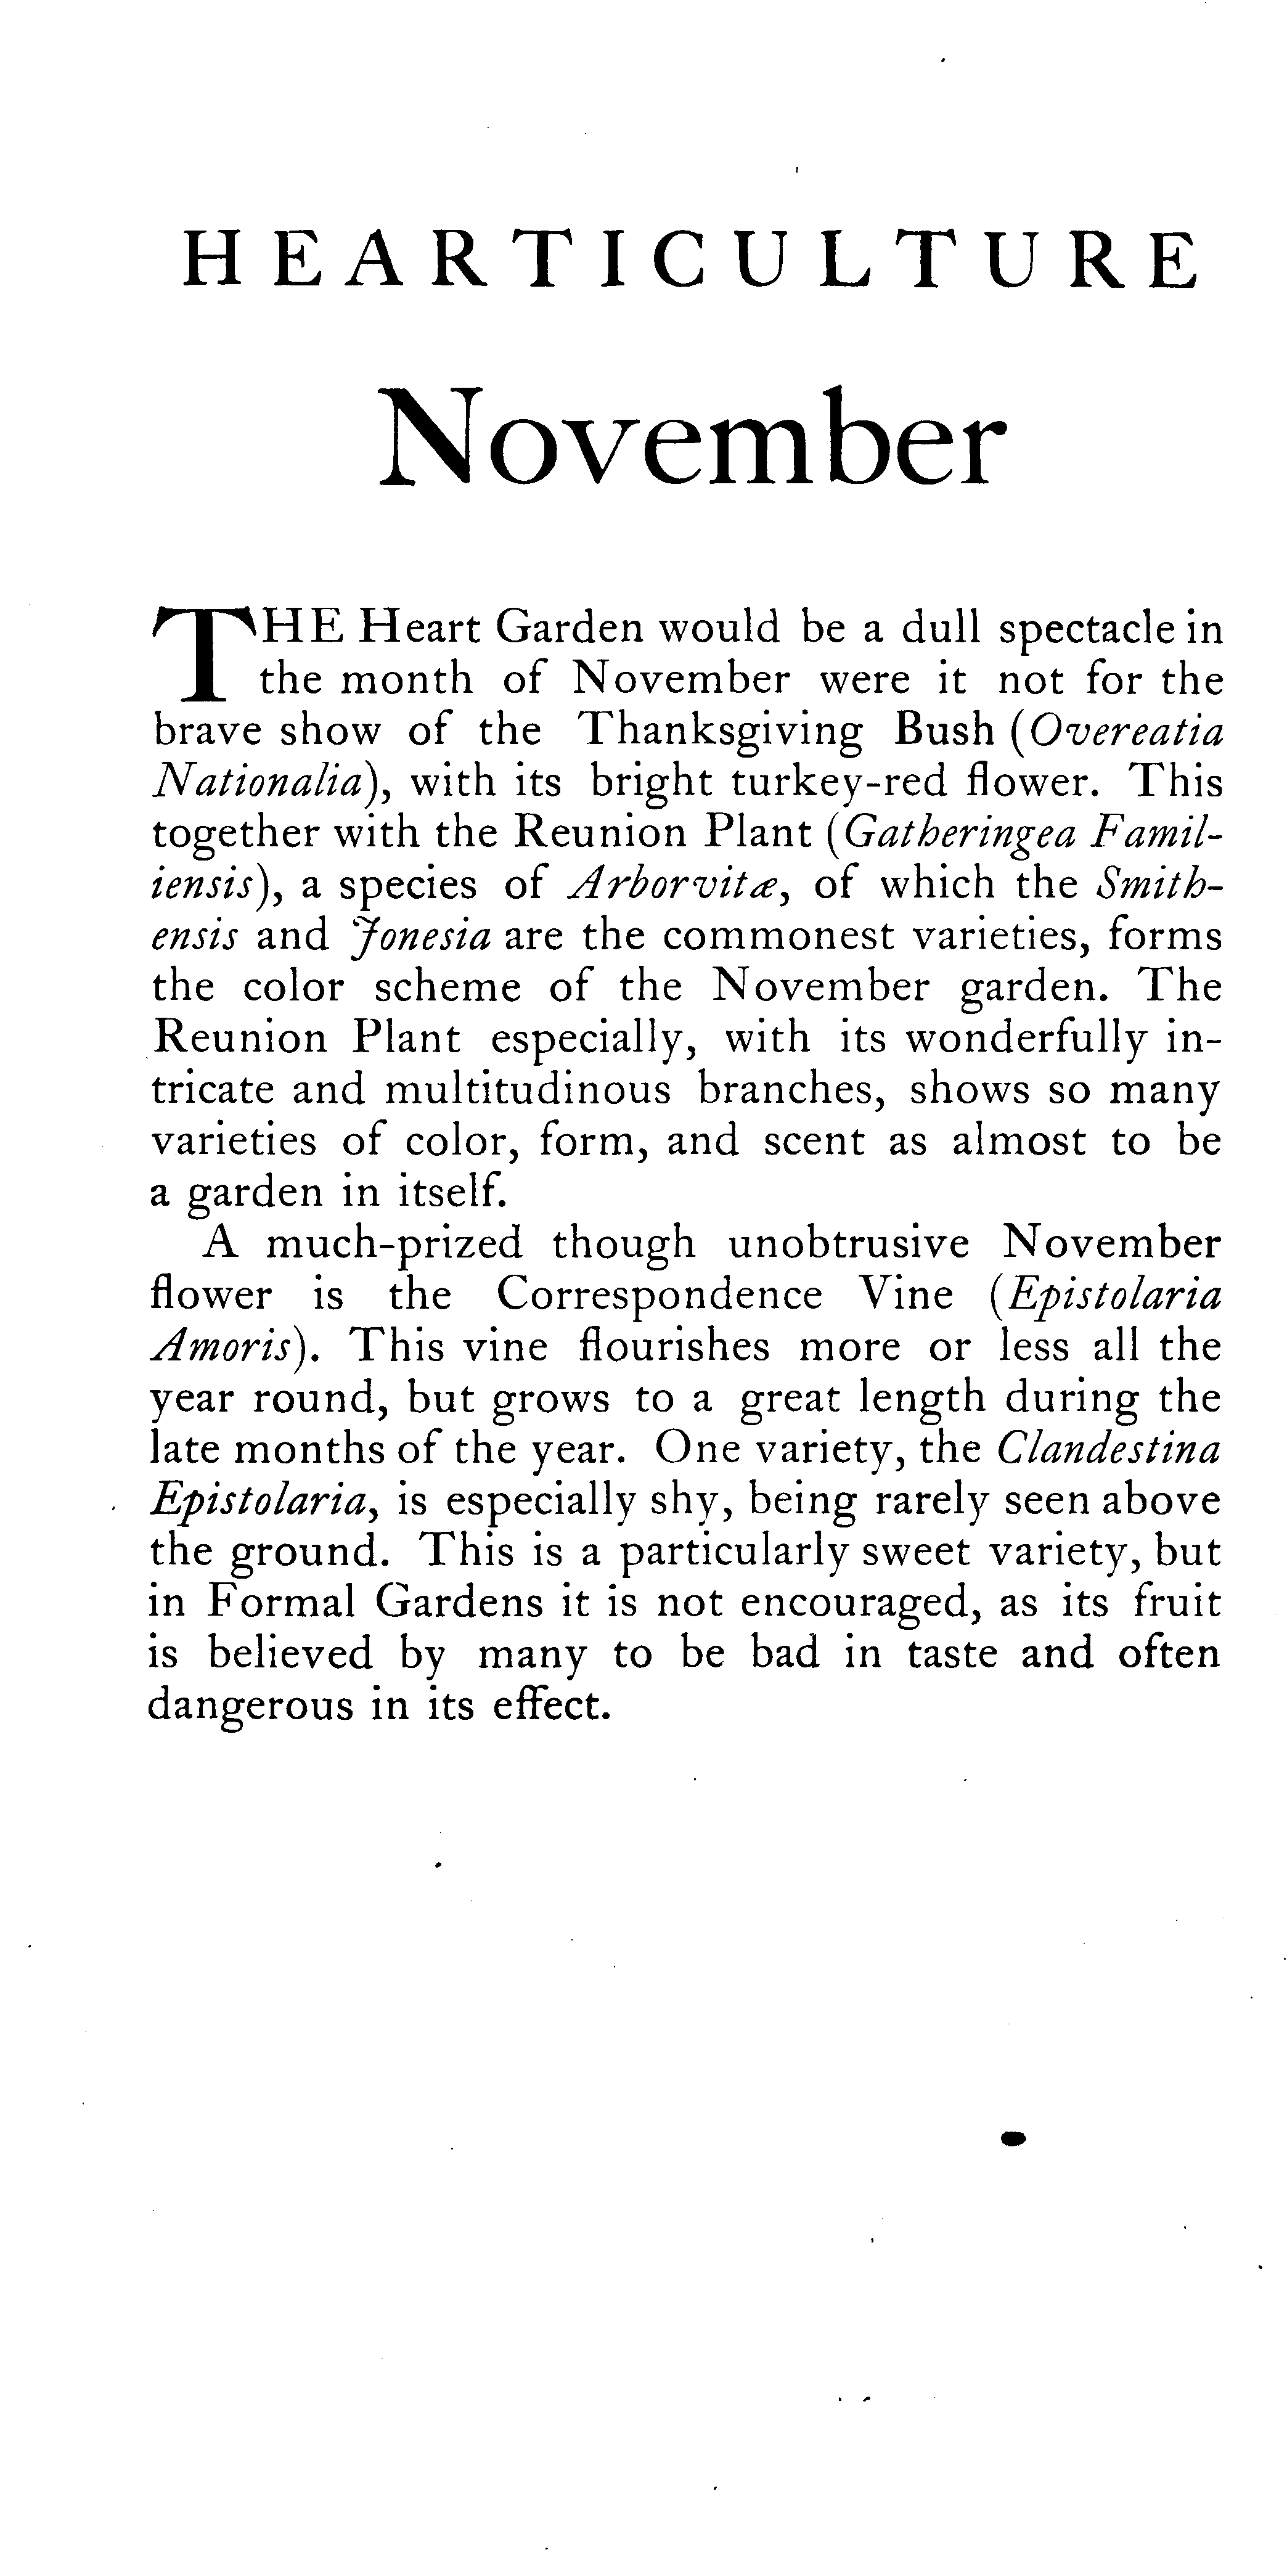 HEARTICULTURE
November
THE Heart Garden would be a dull spectacle in
the month of November were it not for the
brave show of the Thanksgiving Bush (Overeatia
Nationalia), with its bright turkey-red flower. This
together with the Reunion Plant (Gatheringea Famil-
iensis), a species of Arborvitæ, of which the Smith-
ensis and Jonesia are the commonest varieties, forms
the color scheme of the November garden. The
Reunion Plant especially, with its wonderfully in-
tricate and multitudinous branches, shows so many
varieties of color, form, and scent as almost to be
a garden in itself.
A much-prized though unobtrusive November
flower is the Correspondence Vine (Epistolaria
Amoris). This vine flourishes more or less all the
year round, but grows to a great length during the
late months of the year. One variety, the Clandestina
Epistolaria, is especially shy, being rarely seen above
the ground. This is a particularly sweet variety, but
in Formal Gardens it is not encouraged, as its fruit
is believed by many to be bad in taste and often
dangerous in its effect.